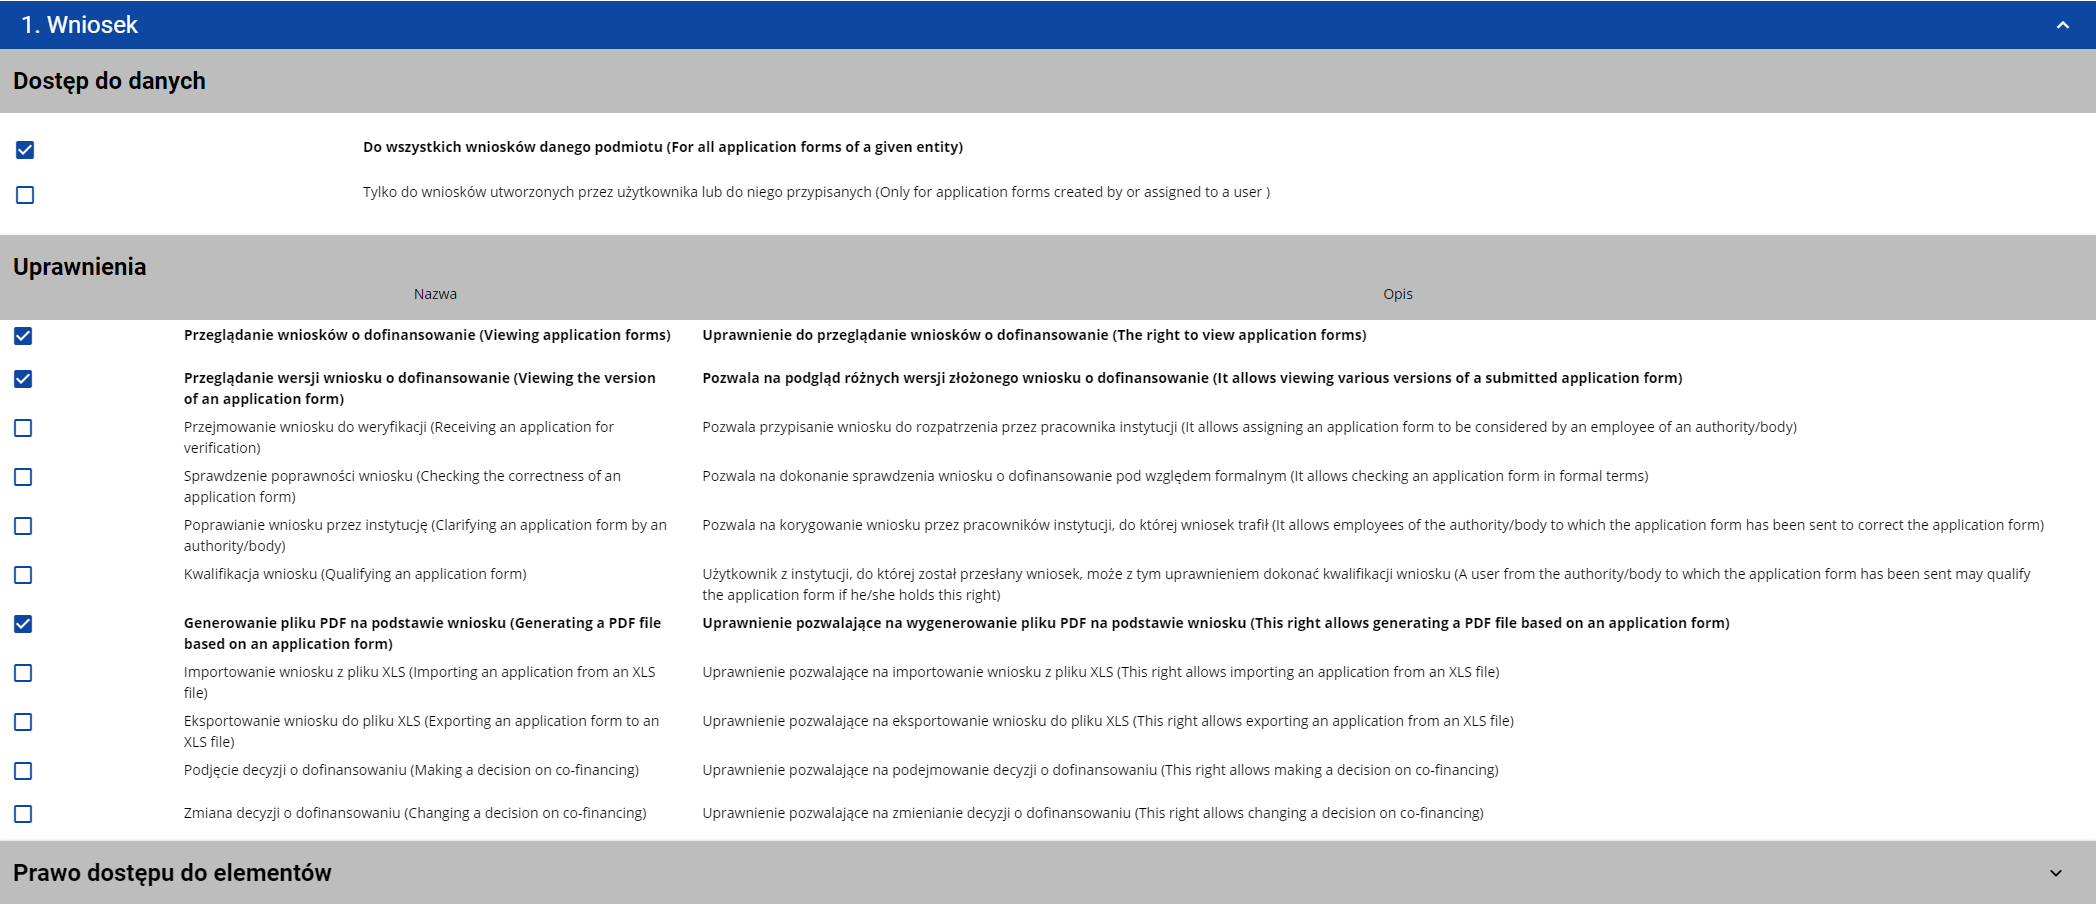 1. Wniosek
Dostęp do danych
Do wszystkich wniosków danego podmiotu (For all application forms of a given entity)
Tylko do wniosków utworzonych przez użytkownika lub do niego przypisanych (Only for application forms created by or assigned to a user )
Uprawnienia
Nazwa Opis
Przeglądanie wniosków o dofinansowanie (Viewing application forms)
Uprawnienie do przeglądanie wniosków o dofinansowanie (The right to view application forms)
Przeglądanie wersji wniosku o dofinansowanie (Viewing the version
of an application form)
Pozwala na podgląd różnych wersji złożonego wniosku o dofinansowanie (It allows viewing various versions of a submitted application form)
Przejmowanie wniosku do weryfikacji (Receiving an application for
verification)
Pozwala przypisanie wniosku do rozpatrzenia przez pracownika instytucji (It allows assigning an application form to be considered by an employee of an authority/body)
Sprawdzenie poprawności wniosku (Checking the correctness of an
application form)
Pozwala na dokonanie sprawdzenia wniosku o dofinansowanie pod względem formalnym (It allows checking an application form in formal terms)
Poprawianie wniosku przez instytucję (Clarifying an application form by an
authority/body)
Pozwala na korygowanie wniosku przez pracowników instytucji, do której wniosek trafił (It allows employees of the authority/body to which the application form has been sent to correct the application form)
Kwalifikacja wniosku (Qualifying an application form)
Użytkownik z instytucji, do której został przesłany wniosek, może z tym uprawnieniem dokonać kwalifikacji wniosku (A user from the authority/body to which the application form has been sent may qualify
the application form if he/she holds this right)
Generowanie pliku PDF na podstawie wniosku (Generating a PDF file
based on an application form)
Uprawnienie pozwalające na wygenerowanie pliku PDF na podstawie wniosku (This right allows generating a PDF file based on an application form)
Importowanie wniosku z pliku XLS (Importing an application from an XLS
file)
Uprawnienie pozwalające na importowanie wniosku z pliku XLS (This right allows importing an application from an XLS file)
Eksportowanie wniosku do pliku XLS (Exporting an application form to an
XLS file)
Uprawnienie pozwalające na eksportowanie wniosku do pliku XLS (This right allows exporting an application from an XLS file)
Podjęcie decyzji o dofinansowaniu (Making a decision on co-financing)
Uprawnienie pozwalające na podejmowanie decyzji o dofinansowaniu (This right allows making a decision on co-financing)
Zmiana decyzji o dofinansowaniu (Changing a decision on co-financing)
Uprawnienie pozwalające na zmienianie decyzji o dofinansowaniu (This right allows changing a decision on co-financing)
Prawo dostępu do elementów